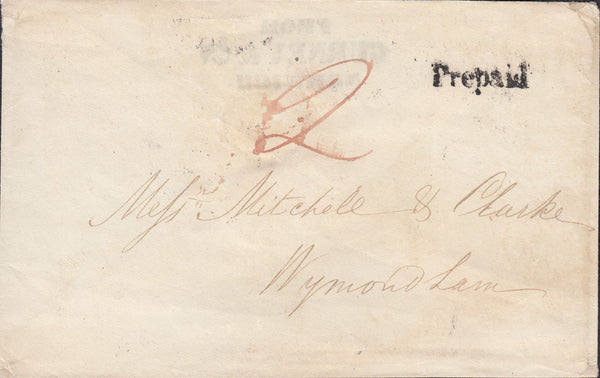 Prepaid
2
Messrs Mitchell & Clarke
Wymondham